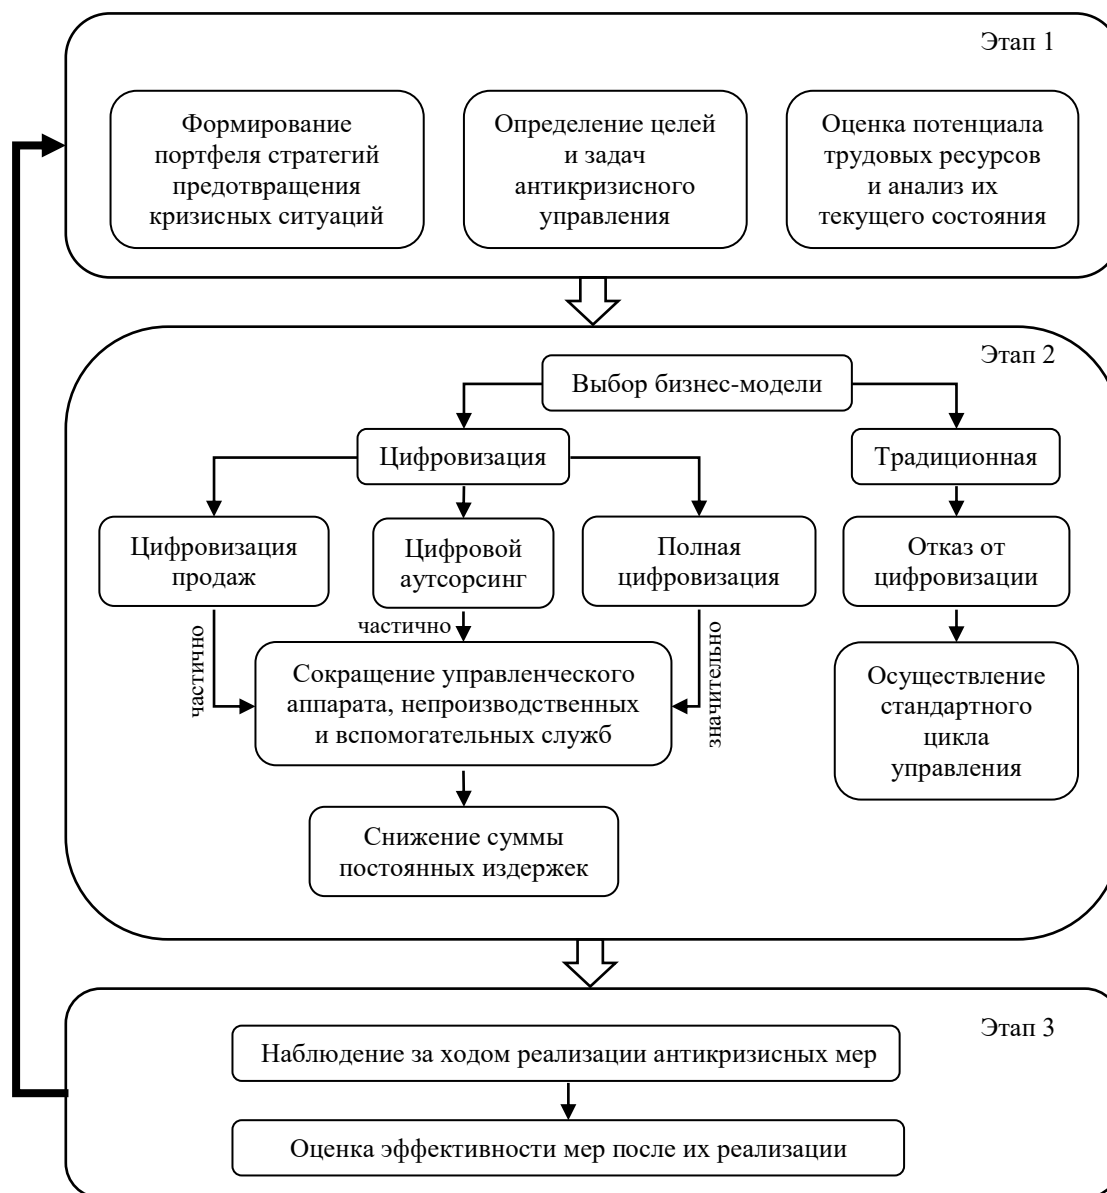 Этап 1
Формирование
портфеля стратегий
предотвращения
кризисных ситуаций
Определение целей
и задач
антикризисного
управления
Оценка потенциала
трудовых ресурсов
и анализ их
текущего состояния
Этап 2
Выбор бизнес-модели
Цифровизация
Традиционная
Цифровизация
продаж
Цифровой
аутсорсинг
Полная
цифровизация
Отказ от
цифровизации
частично
частично
значительно
Сокращение управленческого
аппарата, непроизводственных
и вспомогательных служб
Осуществление
стандартного
цикла
управления
Снижение суммы
постоянных издержек
Этап 3
Наблюдение за ходом реализации антикризисных мер
Оценка эффективности мер после их реализации